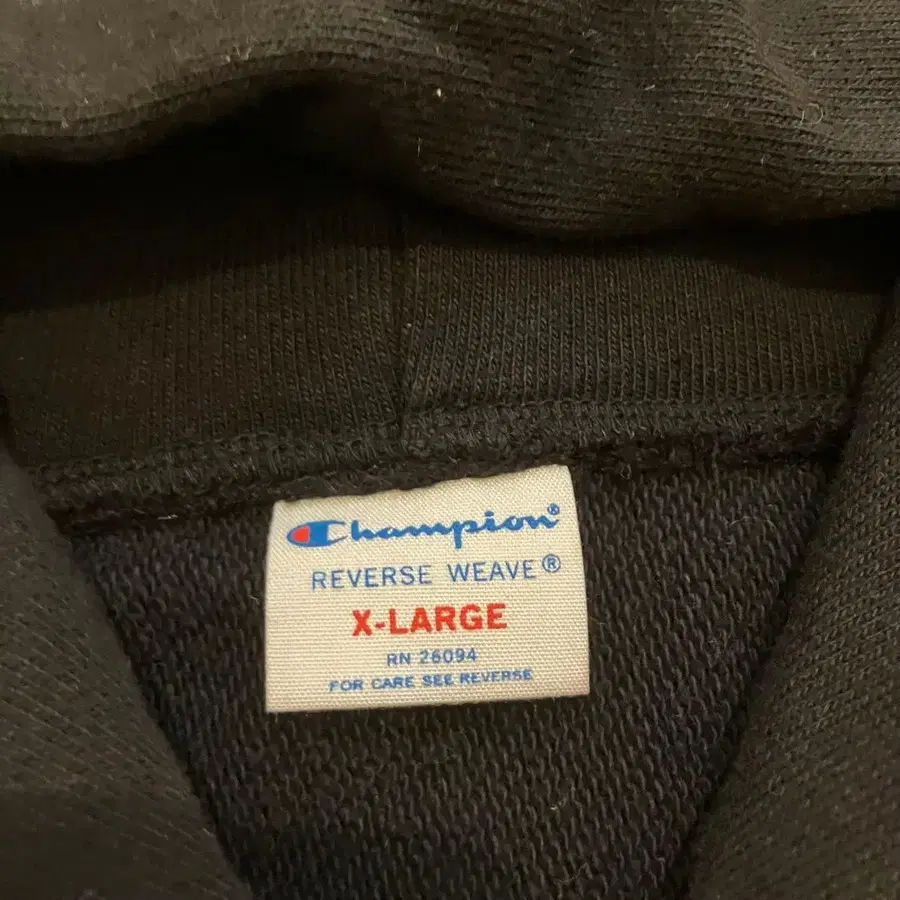 Champion®
REVERSE WEAVE®
X-LARGE
RN 26094
FOR CARE SEE REVERSE